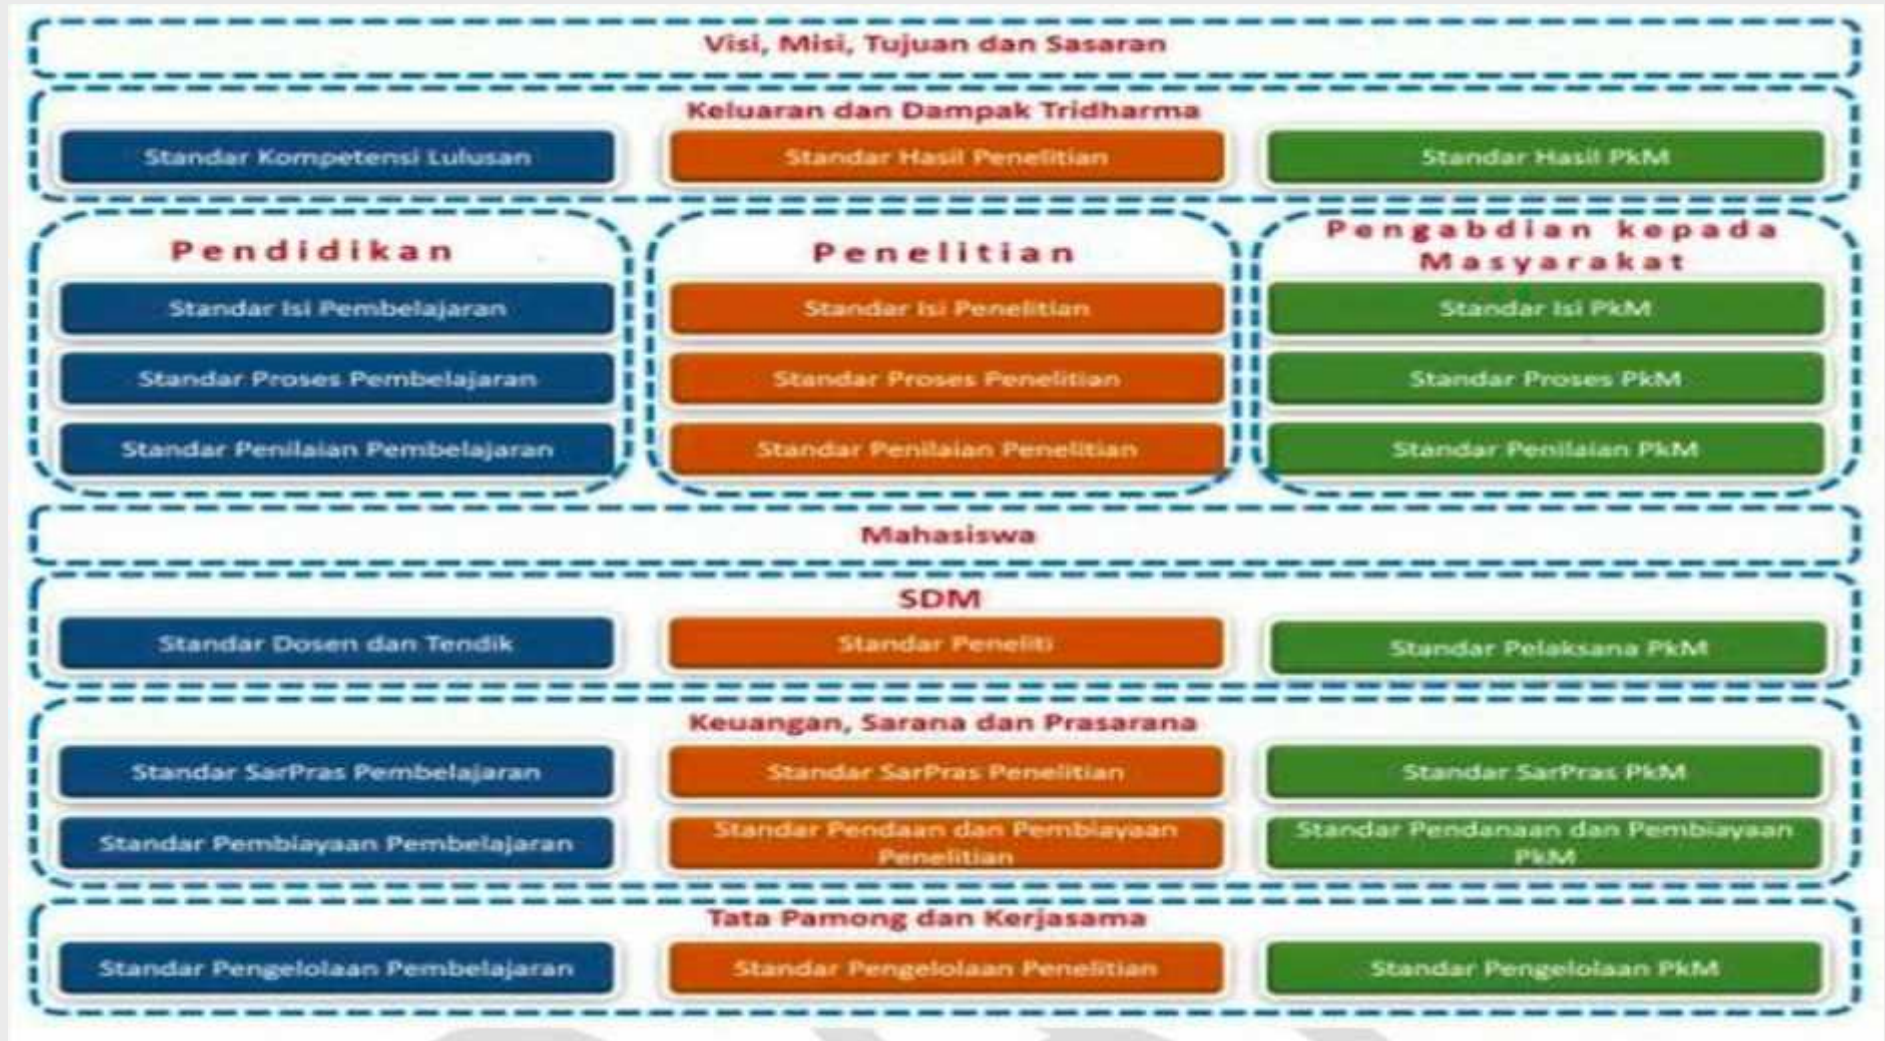 Visi, Misi, Tujuan dan Sasaran
Keluaran dan Dampak Tridharma
Standar Kompetensi Lulusan
Standar Hasil Penelitian
Standar Hasil PkM
Pendidikan
Standar Isi Pembelajaran
Standar Proses Pembelajaran
Standar Penilaian Pembelajaran
Penelitian
Standar Isi Penelitian
Standar Proses Penelitian
Standar Penilaian Penelitian
Pengabdian kepada
Masyarakat
Standar Isi PkM
Standar Proses PkM
Standar Penilaian PkM
Mahasiswa
SDM
Standar Dosen dan Tendik
Standar Peneliti
Standar Pelaksana PkM
Keuangan, Sarana dan Prasarana
Standar SarPras Pembelajaran
Standar SarPras Penelitian
Standar SarPras PkM
Standar Pembiayaan Pembelajaran
Standar Pendaan dan Pembiayaan
Penelitian
Standar Pendanaan dan Pembiayaan
PkM
Tata Pamong dan Kerjasama
Standar Pengelolaan Pembelajaran
Standar Pengelolaan Penelitian
Standar Pengelolaan PkM